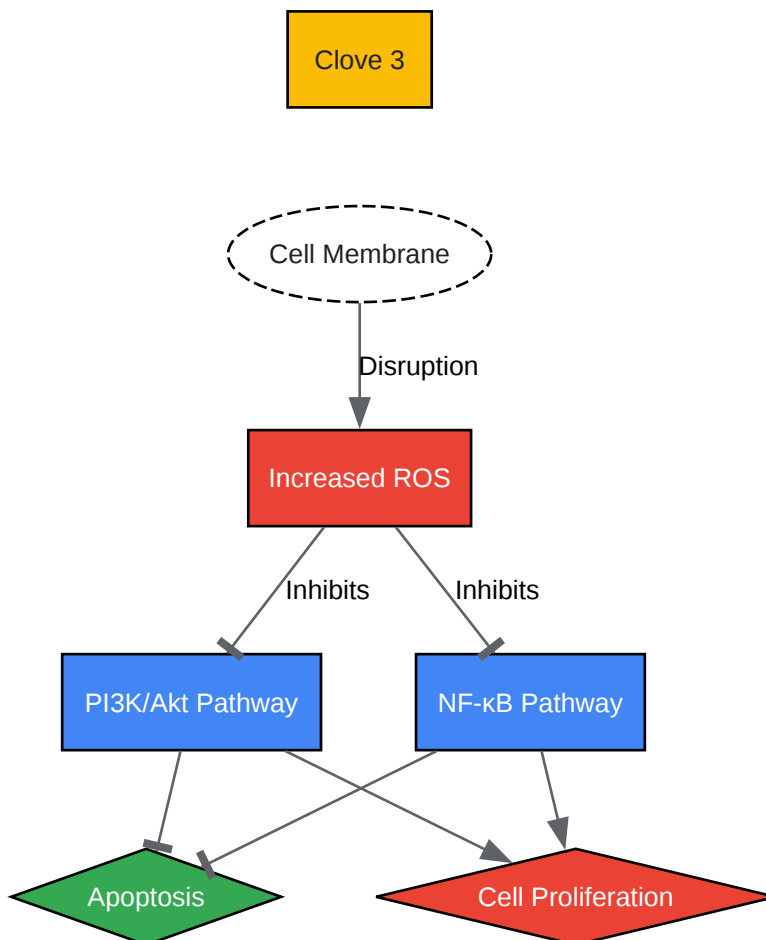 Clove 3
Cell Membrane
Disruption
Increased ROS
Inhibits
Inhibits
PI3K/Akt Pathway
NF-κB Pathway
Apoptosis
Cell Proliferation